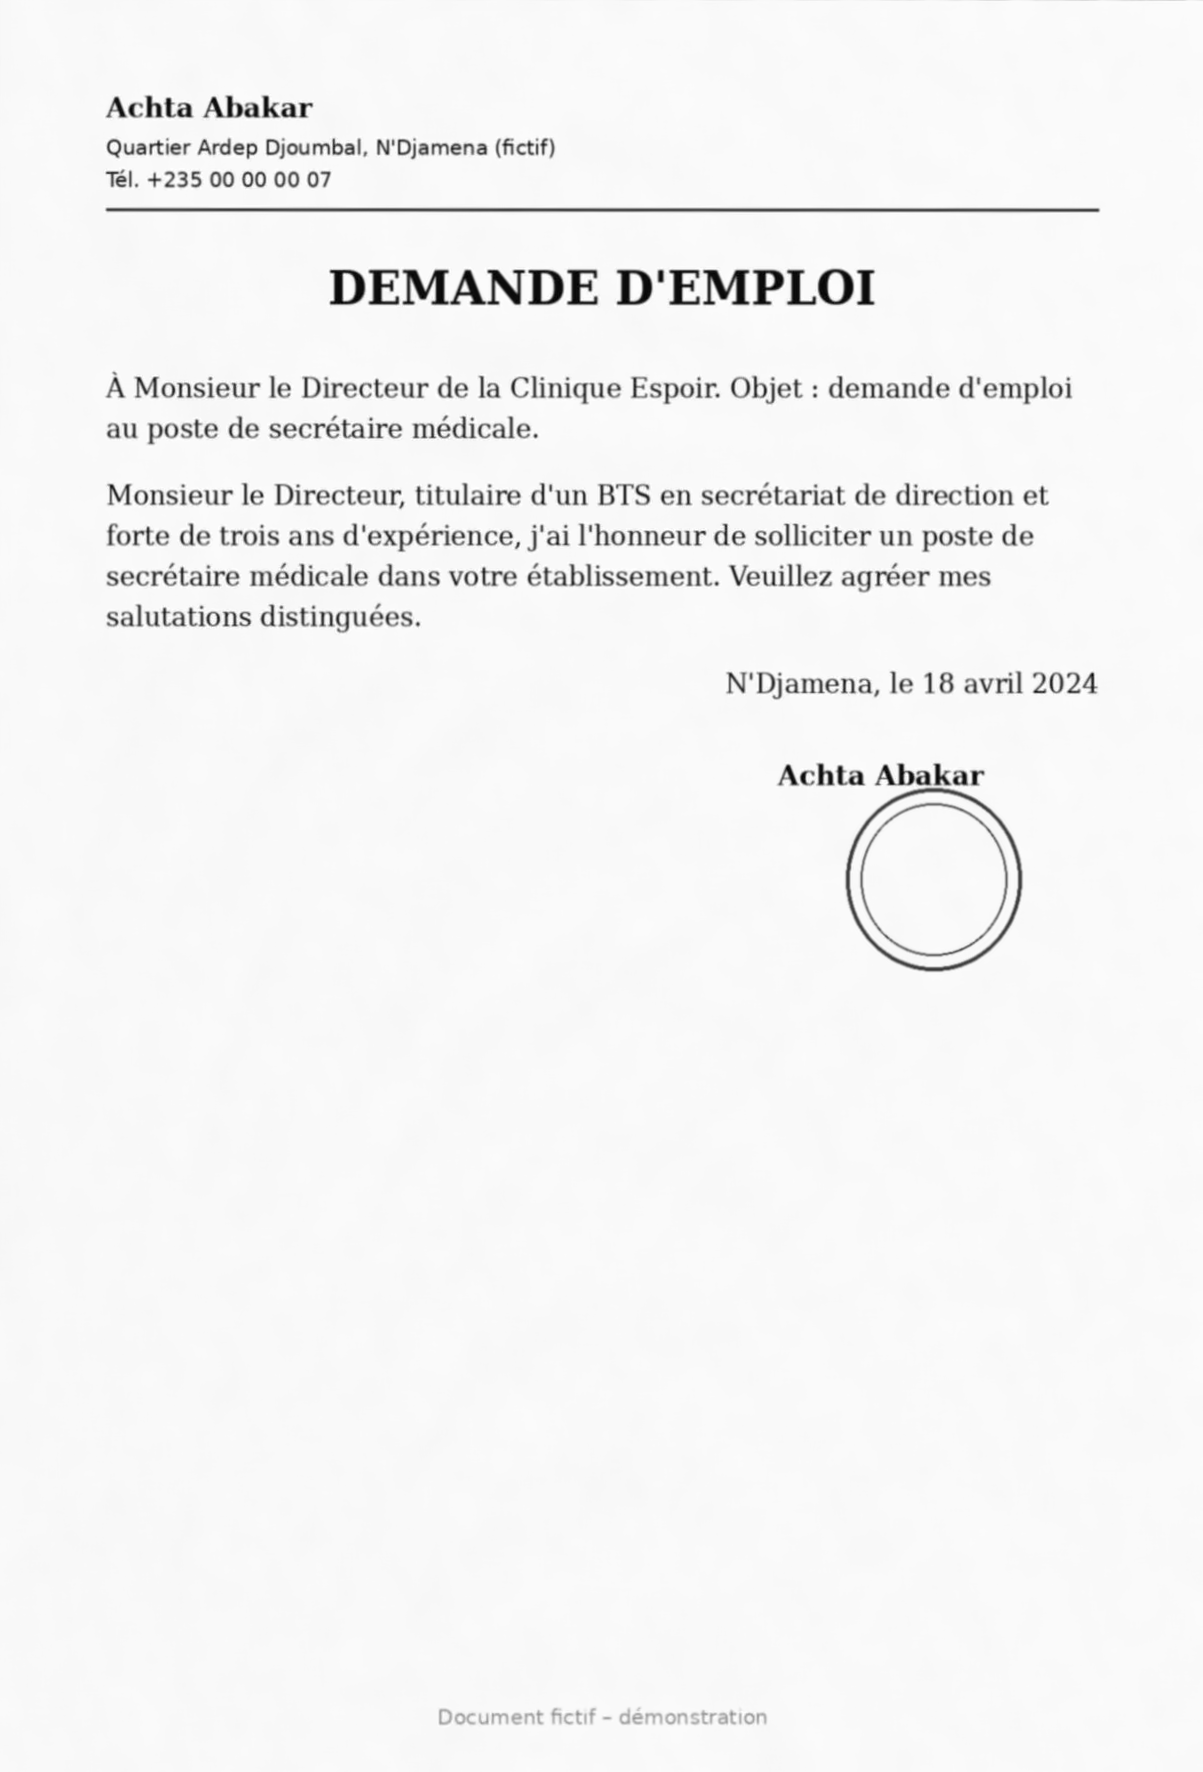 Achta Abakar
Quartier Ardep Djoumbal, N'Djamena (fictif)
Tél. +235 00 00 00 07
DEMANDE D'EMPLOI
À Monsieur le Directeur de la Clinique Espoir. Objet : demande d'emploi
au poste de secrétaire médicale.
Monsieur le Directeur, titulaire d'un BTS en secrétariat de direction et
forte de trois ans d'expérience, j'ai l'honneur de solliciter un poste de
secrétaire médicale dans votre établissement. Veuillez agréer mes
salutations distinguées.
N'Djamena, le 18 avril 2024
Achta Abakar
Document fictif – démonstration